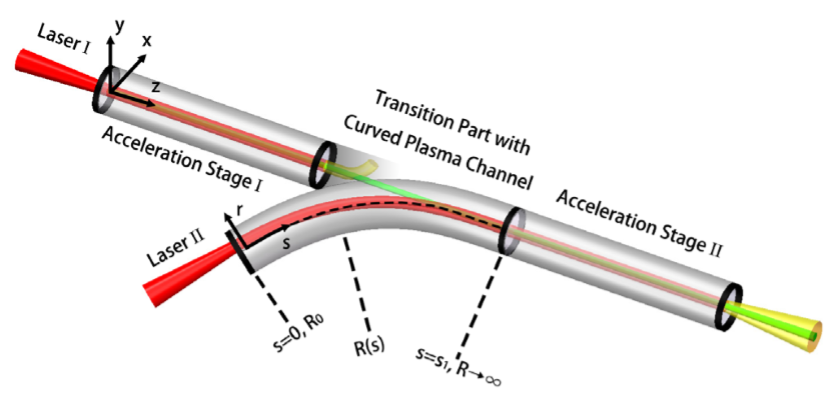 Laser I
y
x
z
Transition Part with
Curved Plasma Channel
Acceleration Stage I
Acceleration Stage II
r
s
Laser II
s=0, R₀
R(s)
s=s₁, R→∞